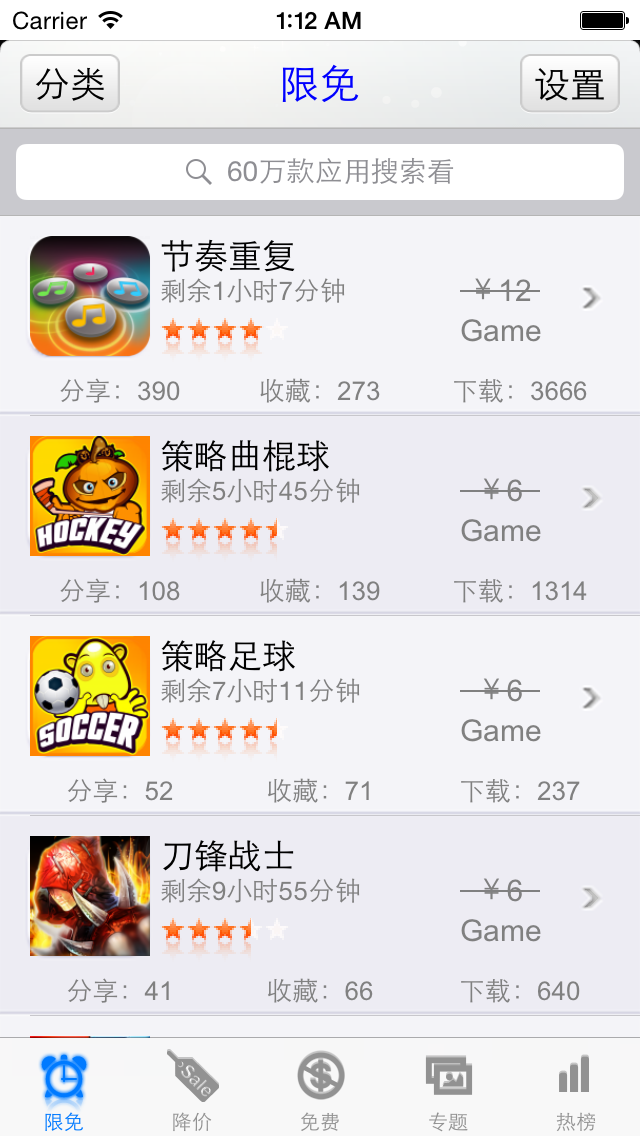 Carrier 1:12 AM
分类 限免 设置
60万款应用搜索看
节奏重复
剩余1小时7分钟 ￥12
Game
分享：390 收藏：273 下载：3666
策略曲棍球
剩余5小时45分钟 ￥6
HOCKEY Game
分享：108 收藏：139 下载：1314
策略足球
剩余7小时11分钟 ￥6
SOCCER Game
分享：52 收藏：71 下载：237
刀锋战士
剩余9小时55分钟 ￥6
Game
分享：41 收藏：66 下载：640
Sale
限免 降价 免费 专题 热榜